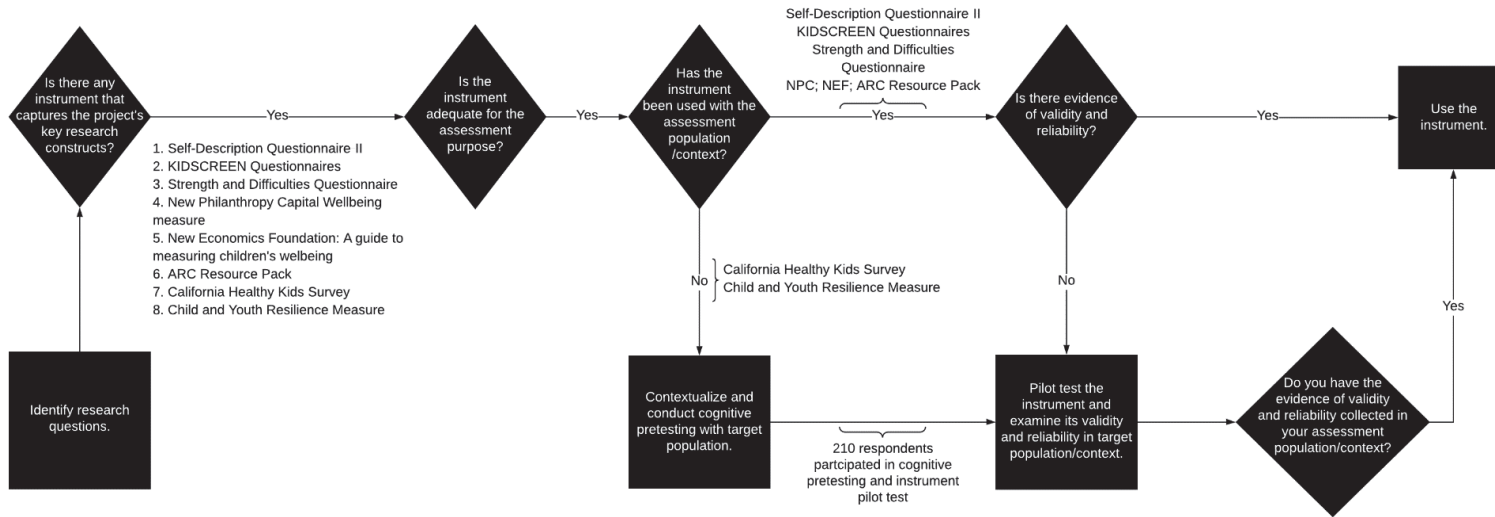 Is there any
instrument that
captures the project's
key research
constructs?
Yes
1. Self-Description Questionnaire II
2. KIDSCREEN Questionnaires
3. Strength and Difficulties Questionnaire
4. New Philanthropy Capital Wellbeing
measure
5. New Economics Foundation: A guide to
measuring children's welbeing
6. ARC Resource Pack
7. California Healthy Kids Survey
8. Child and Youth Resilience Measure
Identify research
questions.
Is the
instrument
adequate for the
assessment
purpose?
Yes
Has the
instrument
been used with the
assessment
population
/context?
Self-Description Questionnaire II
KIDSCREEN Questionnaires
Strength and Difficulties
Questionnaire
NPC; NEF; ARC Resource Pack
Yes
Is there evidence
of validity and
reliability?
Yes
Use the
instrument.
No
California Healthy Kids Survey
Child and Youth Resilience Measure
No
Yes
Contextualize and
conduct cognitive
pretesting with target
population.
210 respondents
partcipated in cognitive
pretesting and instrument
pilot test
Pilot test the
instrument and
examine its validity
and reliability in target
population/context.
Do you have the
evidence of validity
and reliability collected in
your assessment
population/context?